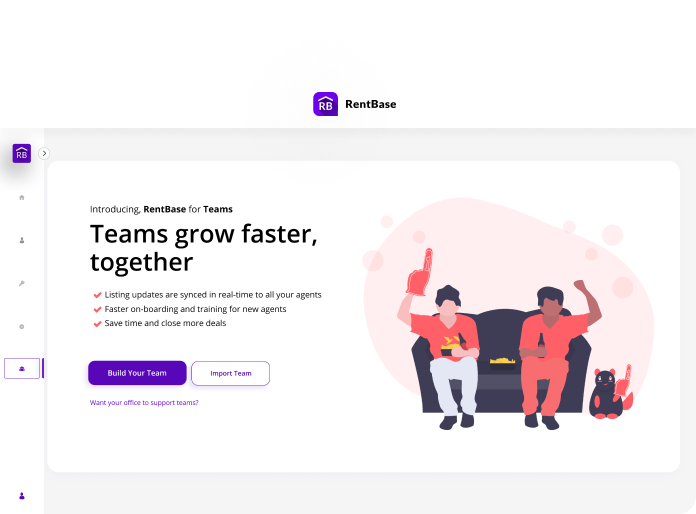 RB RentBase
RB
Introducing, RentBase for Teams
Teams grow faster,
together
Listing updates are synced in real-time to all your agents
Faster on-boarding and training for new agents
Save time and close more deals
Build Your Team
Import Team
Want your office to support teams?